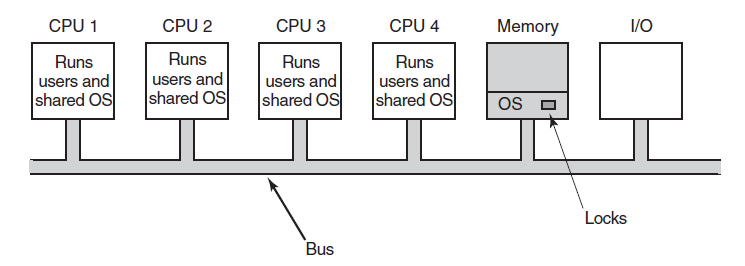 CPU 1
CPU 2
CPU 3
CPU 4
Memory
I/O
Runs
users and
shared OS
Runs
users and
shared OS
Runs
users and
shared OS
Runs
users and
shared OS
OS
Locks
Bus